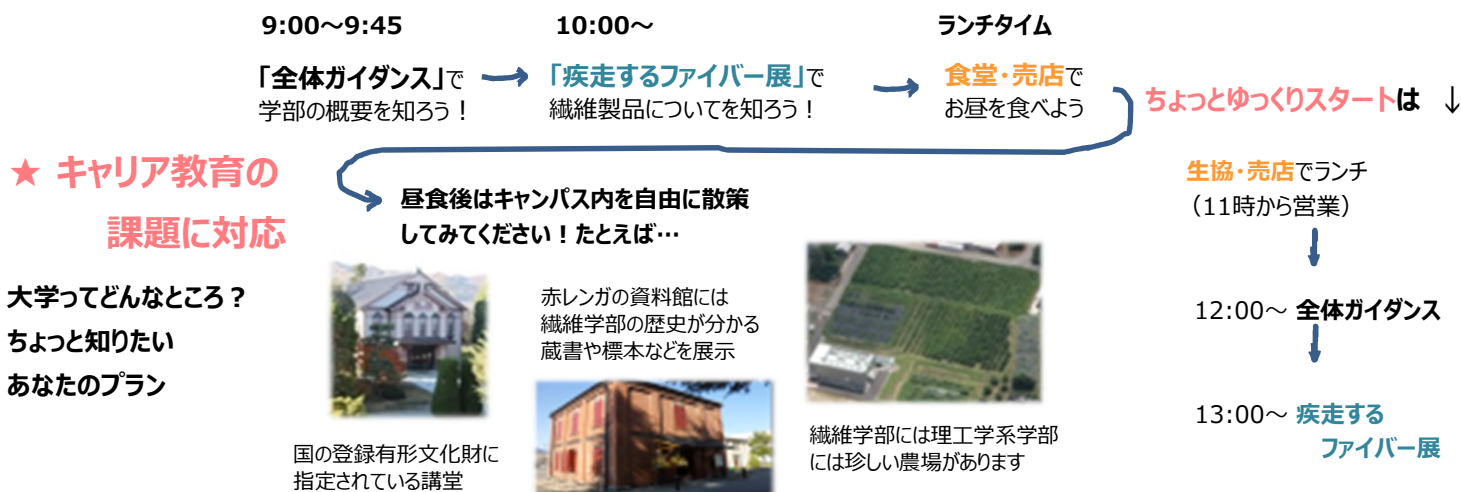 9:00～9:45
「全体ガイダンス」で
学部の概要を知ろう！
10:00～
「疾走するファイバー展」で
繊維製品についてを知ろう！
ランチタイム
食堂・売店で
お昼を食べよう
ちょっとゆっくりスタートは ↓
★ キャリア教育の
課題に対応
大学ってどんなところ？
ちょっと知りたい
あなたのプラン
昼食後はキャンパス内を自由に散策
してみてください！たとえば…
国の登録有形文化財に
指定されている講堂
赤レンガの資料館には
繊維学部の歴史が分かる
蔵書や標本などを展示
繊維学部には理工学系学部
には珍しい農場があります
生協・売店でランチ
（11時から営業）
12:00～ 全体ガイダンス
13:00～ 疾走する
ファイバー展